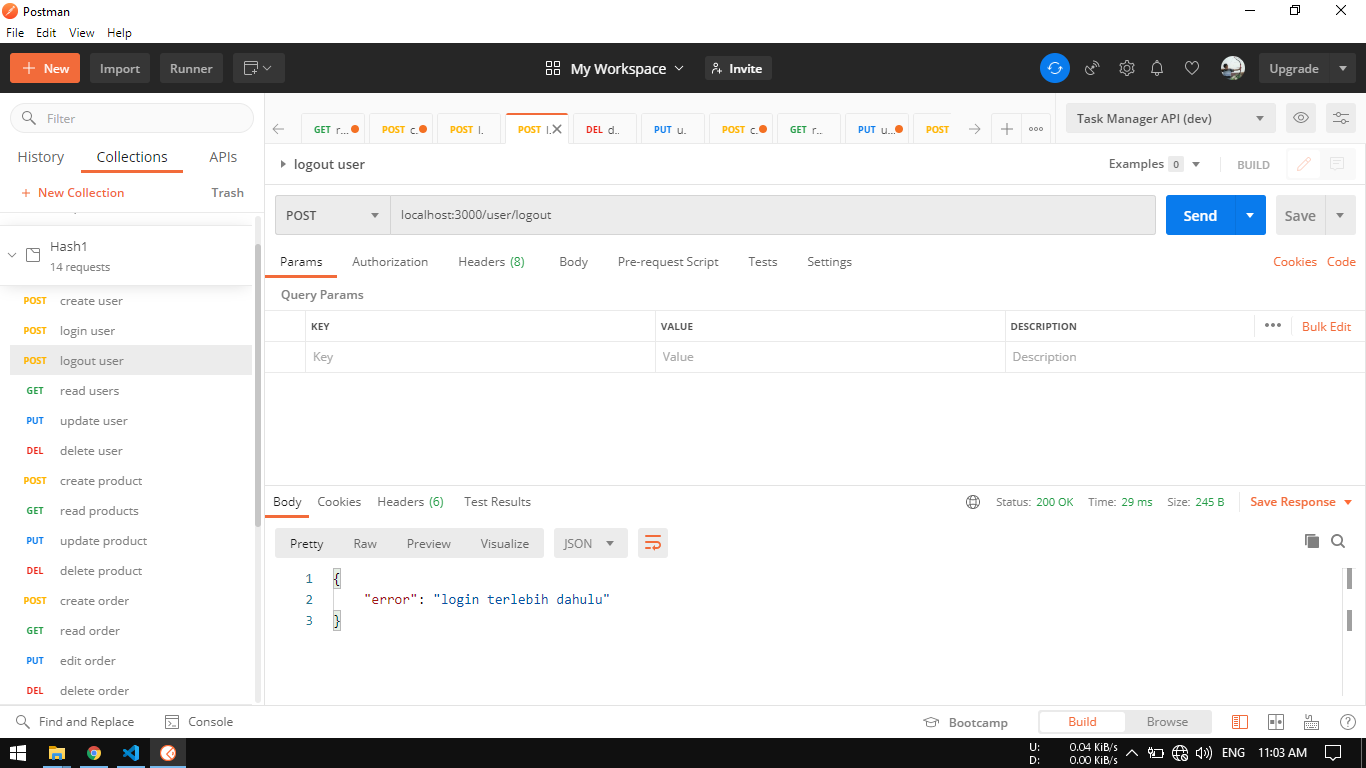 Postman
File Edit View Help
New Import Runner My Workspace Invite Upgrade
Filter
GET r... POST c. POST l. POST l. DEL d.. PUT u. POST c. GET r.. PUT u... POST
Task Manager API (dev)
History Collections APIs
+ New Collection Trash
logout user Examples 0 BUILD
Hash1
14 requests
POST localhost:3000/user/logout Send Save
Params Authorization Headers (8) Body Pre-request Script Tests Settings Cookies Code
Query Params
KEY VALUE DESCRIPTION ••• Bulk Edit
Key Value Description
POST create user
POST login user
POST logout user
GET read users
PUT update user
DEL delete user
POST create product
GET read products
PUT update product
DEL delete product
POST create order
GET read order
PUT edit order
DEL delete order
Body Cookies Headers (6) Test Results Status: 200 OK Time: 29 ms Size: 245 B Save Response
Pretty Raw Preview Visualize JSON
1 {
2 "error": "login terlebih dahulu"
3 }
Find and Replace Console Bootcamp Build Browse
U: 0.04 KiB/s
D: 0.00 KiB/s
ENG 11:03 AM